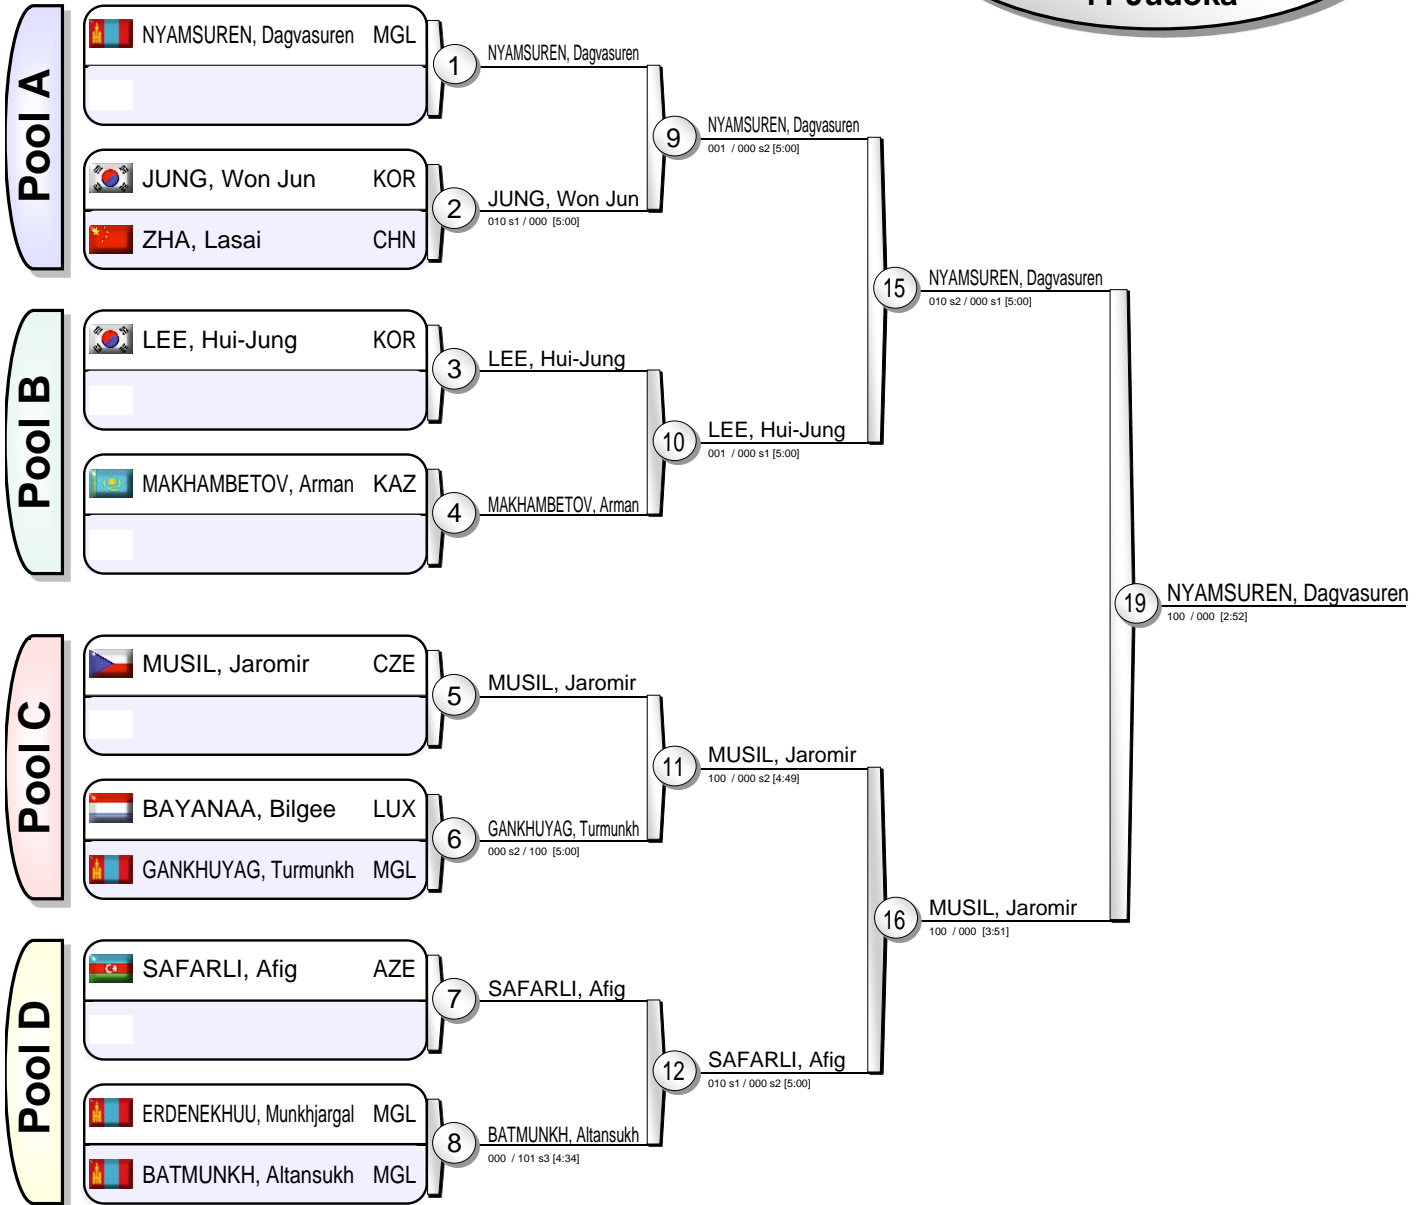 11 Judoka
Pool A
NYAMSUREN, Dagvasuren MGL
1
NYAMSUREN, Dagvasuren
JUNG, Won Jun KOR
ZHA, Lasai CHN
2
JUNG, Won Jun
010 s1 / 000 [5:00]
9
NYAMSUREN, Dagvasuren
001 / 000 s2 [5:00]
Pool B
LEE, Hui-Jung KOR
3
LEE, Hui-Jung
MAKHAMBETOV, Arman KAZ
4
MAKHAMBETOV, Arman
10
LEE, Hui-Jung
001 / 000 s1 [5:00]
15
NYAMSUREN, Dagvasuren
010 s2 / 000 s1 [5:00]
Pool C
MUSIL, Jaromir CZE
5
MUSIL, Jaromir
BAYANAA, Bilgee LUX
GANKHUYAG, Turmunkh MGL
6
GANKHUYAG, Turmunkh
000 s2 / 100 [5:00]
11
MUSIL, Jaromir
100 / 000 s2 [4:49]
Pool D
SAFARLI, Afig AZE
7
SAFARLI, Afig
ERDENEKHUU, Munkhjargal MGL
BATMUNKH, Altansukh MGL
8
BATMUNKH, Altansukh
000 / 101 s3 [4:34]
12
SAFARLI, Afig
010 s1 / 000 s2 [5:00]
16
MUSIL, Jaromir
100 / 000 [3:51]
19
NYAMSUREN, Dagvasuren
100 / 000 [2:52]